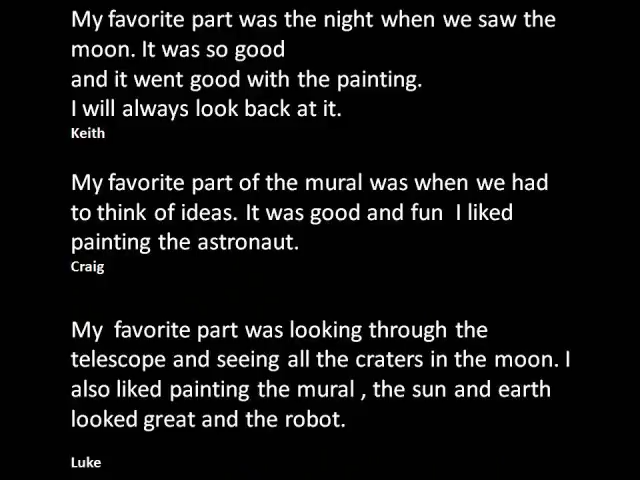 My favorite part was the night when we saw the
moon. It was so good
and it went good with the painting.
I will always look back at it.
Keith
My favorite part of the mural was when we had
to think of ideas. It was good and fun  I liked
painting the astronaut.
Craig
My  favorite part was looking through the
telescope and seeing all the craters in the moon. I
also liked painting the mural , the sun and earth
looked great and the robot.
Luke